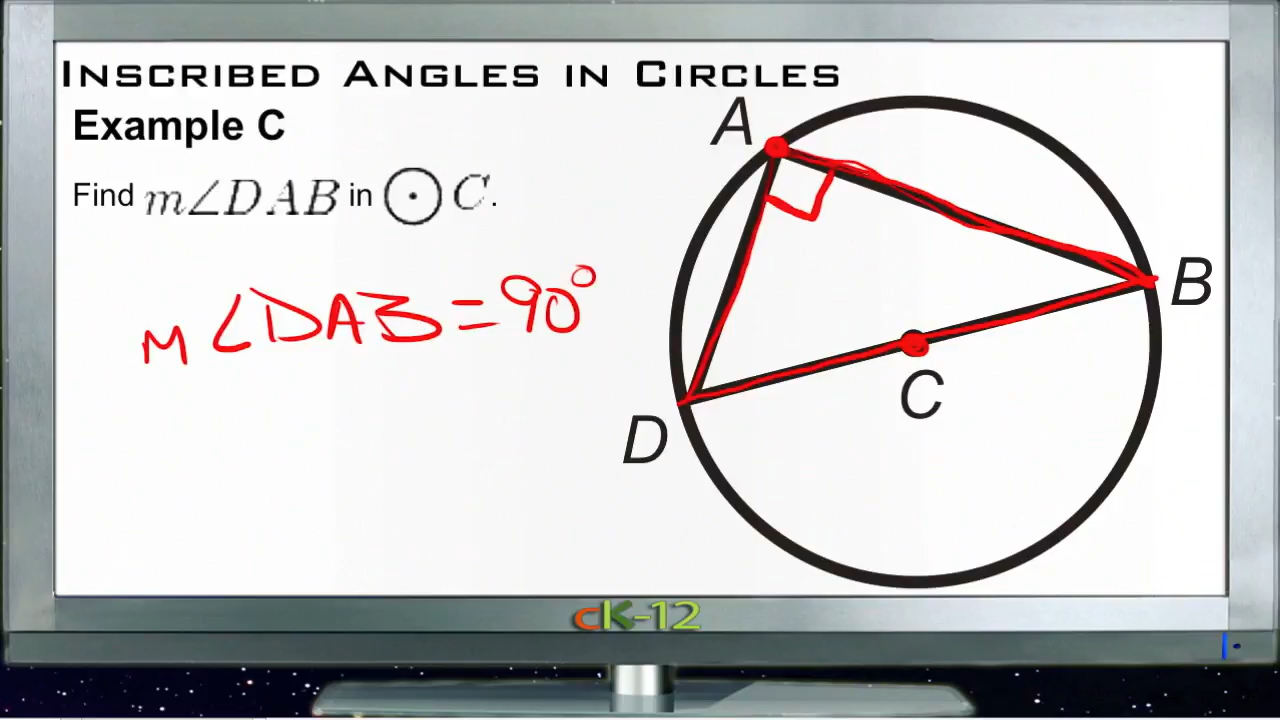 INSCRIBED ANGLES IN CIRCLES
Example C
Find m∠DAB in ⊙ C.
m∠DAB = 90°
A
B
C
D
cK-12